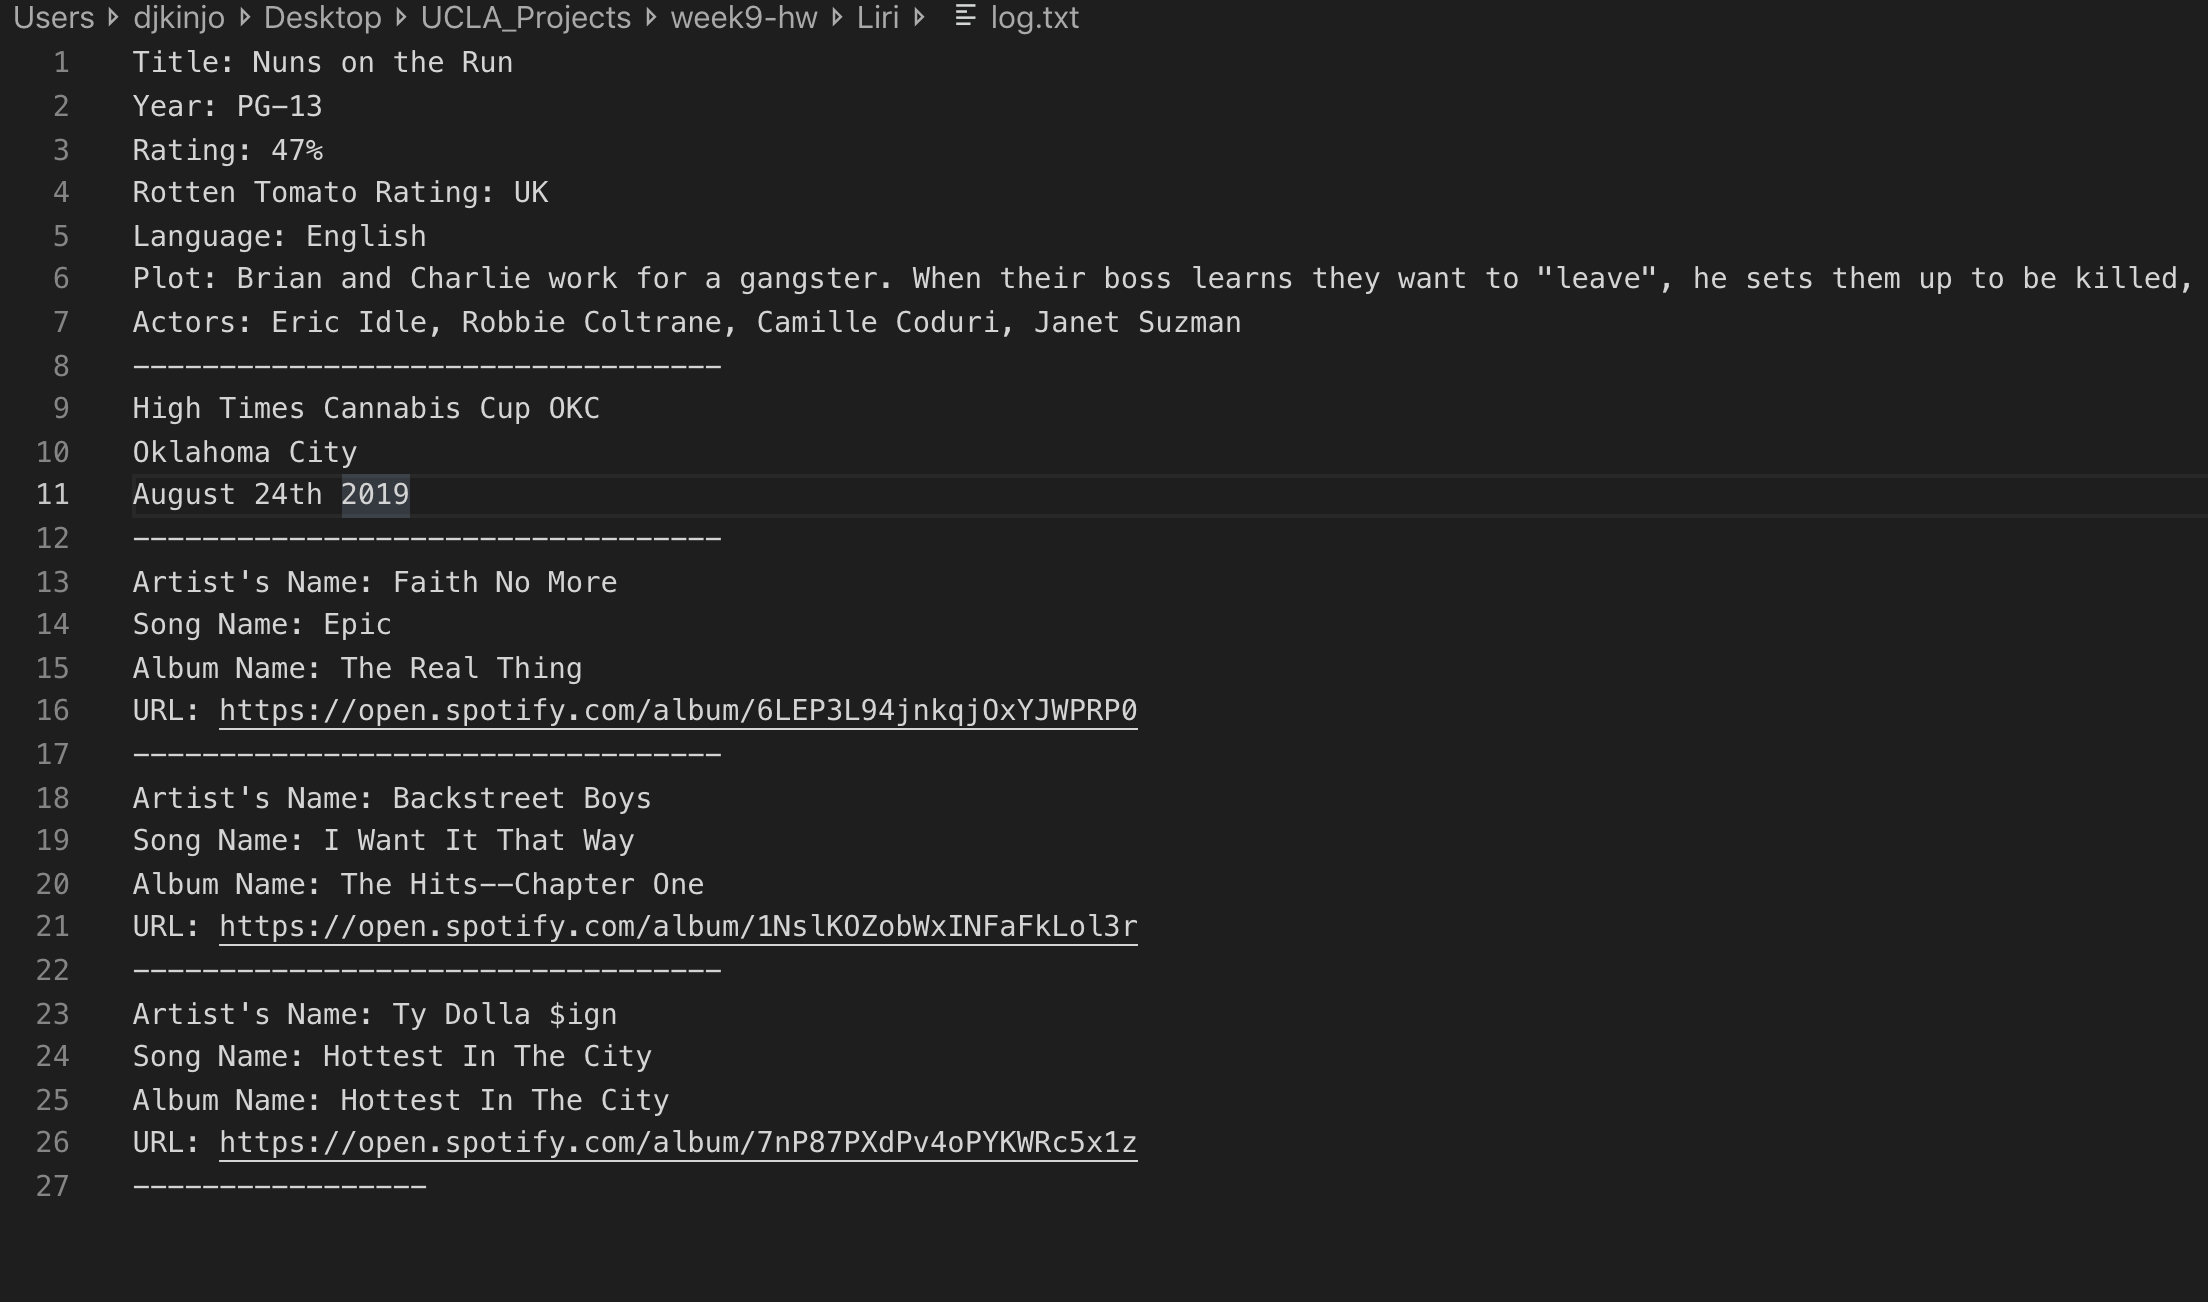 Users djkinjo Desktop UCLA_Projects week9-hw Liri log.txt
1 Title: Nuns on the Run
2 Year: PG-13
3 Rating: 47%
4 Rotten Tomato Rating: UK
5 Language: English
6 Plot: Brian and Charlie work for a gangster. When their boss learns they want to "leave", he sets them up to be killed,
7 Actors: Eric Idle, Robbie Coltrane, Camille Coduri, Janet Suzman
8 ----------------------------------
9 High Times Cannabis Cup OKC
10 Oklahoma City
11 August 24th 2019
12 ----------------------------------
13 Artist's Name: Faith No More
14 Song Name: Epic
15 Album Name: The Real Thing
16 URL: https://open.spotify.com/album/6LEP3L94jnkqjOxYJWPRP0
17 ----------------------------------
18 Artist's Name: Backstreet Boys
19 Song Name: I Want It That Way
20 Album Name: The Hits--Chapter One
21 URL: https://open.spotify.com/album/1NslKOZobWxINFaFkLol3r
22 ----------------------------------
23 Artist's Name: Ty Dolla $ign
24 Song Name: Hottest In The City
25 Album Name: Hottest In The City
26 URL: https://open.spotify.com/album/7nP87PXdPv4oPYKWRc5x1z
27 -----------------